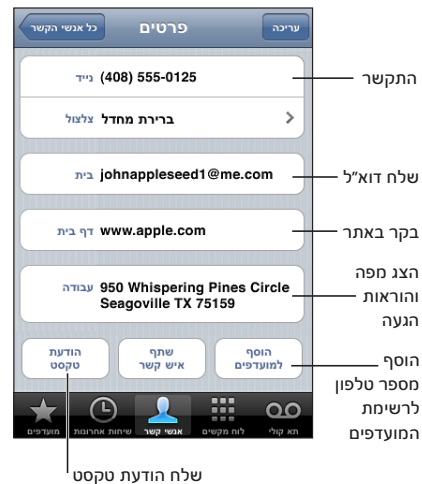 עריכה
פרטים
כל אנשי הקשר
נייד (408) 555-0125
צלצול ברירת מחדל
בית johnappleseed1@me.com
דף בית www.apple.com
עבודה 950 Whispering Pines Circle
Seagoville TX 75159
הוסף
למועדפים
שתף
איש קשר
הודעת
טקסט
תא קולי
לוח מקשים
אנשי קשר
שיחות אחרונות
מועדפים
התקשר
שלח דוא״ל
בקר באתר
הצג מפה
והוראות
הגעה
הוסף
מספר טלפון
לרשימת
המועדפים
שלח הודעת טקסט